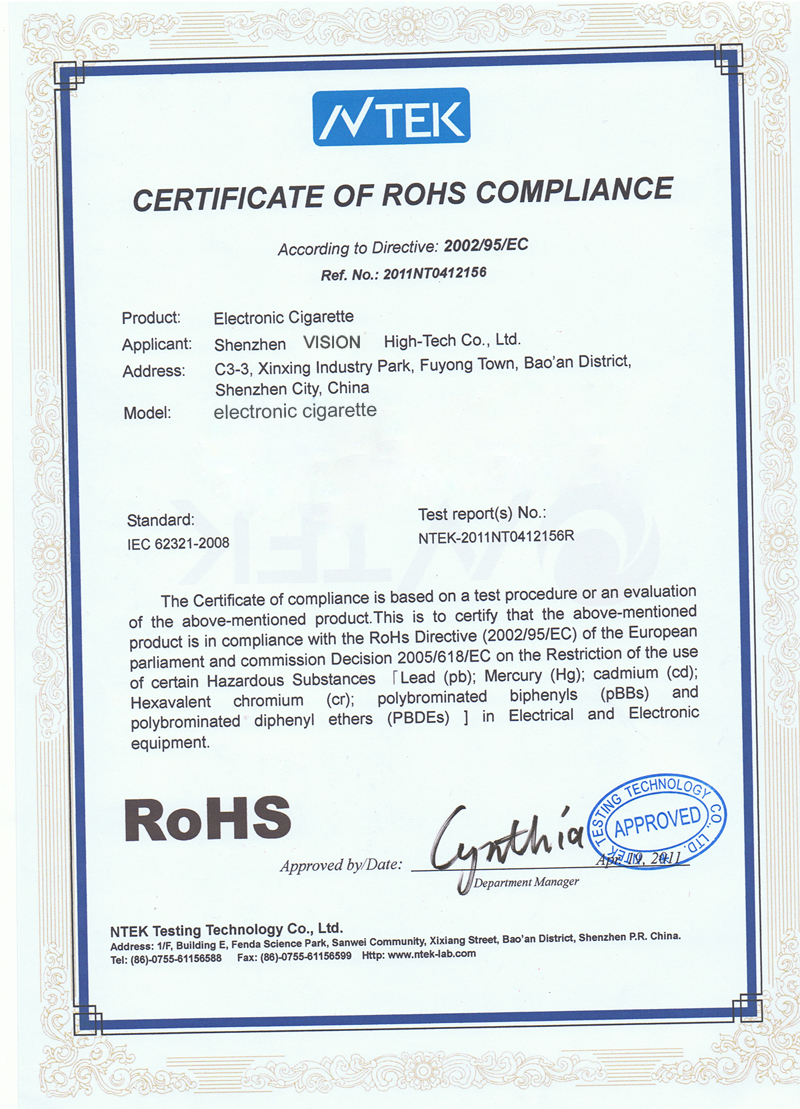 NTEK
CERTIFICATE OF ROHS COMPLIANCE
According to Directive: 2002/95/EC
Ref. No.: 2011NT0412156
Product: Electronic Cigarette
Applicant: Shenzhen VISION High-Tech Co., Ltd.
Address: C3-3, Xinxing Industry Park, Fuyong Town, Bao'an District,
Shenzhen City, China
Model: electronic cigarette
Standard: Test report(s) No.:
IEC 62321-2008 NTEK-2011NT0412156R
The Certificate of compliance is based on a test procedure or an evaluation
of the above-mentioned product.This is to certify that the above-mentioned
product is in compliance with the RoHs Directive (2002/95/EC) of the European
parliament and commission Decision 2005/618/EC on the Restriction of the use
of certain Hazardous Substances 「Lead (pb); Mercury (Hg); cadmium (cd);
Hexavalent chromium (cr); polybrominated biphenyls (pBBs) and
polybrominated diphenyl ethers (PBDEs) ] in Electrical and Electronic
equipment.
RoHS
Approved by/Date: Cynthia Apr. 19, 2011
NTEK TESTING TECHNOLOGY CO., LTD.
APPROVED
Department Manager
NTEK Testing Technology Co., Ltd.
Address: 1/F, Building E, Fenda Science Park, Sanwei Community, Xixiang Street, Bao'an District, Shenzhen P.R. China.
Tel: (86)-0755-61156588 Fax: (86)-0755-61156599 Http: www.ntek-lab.com